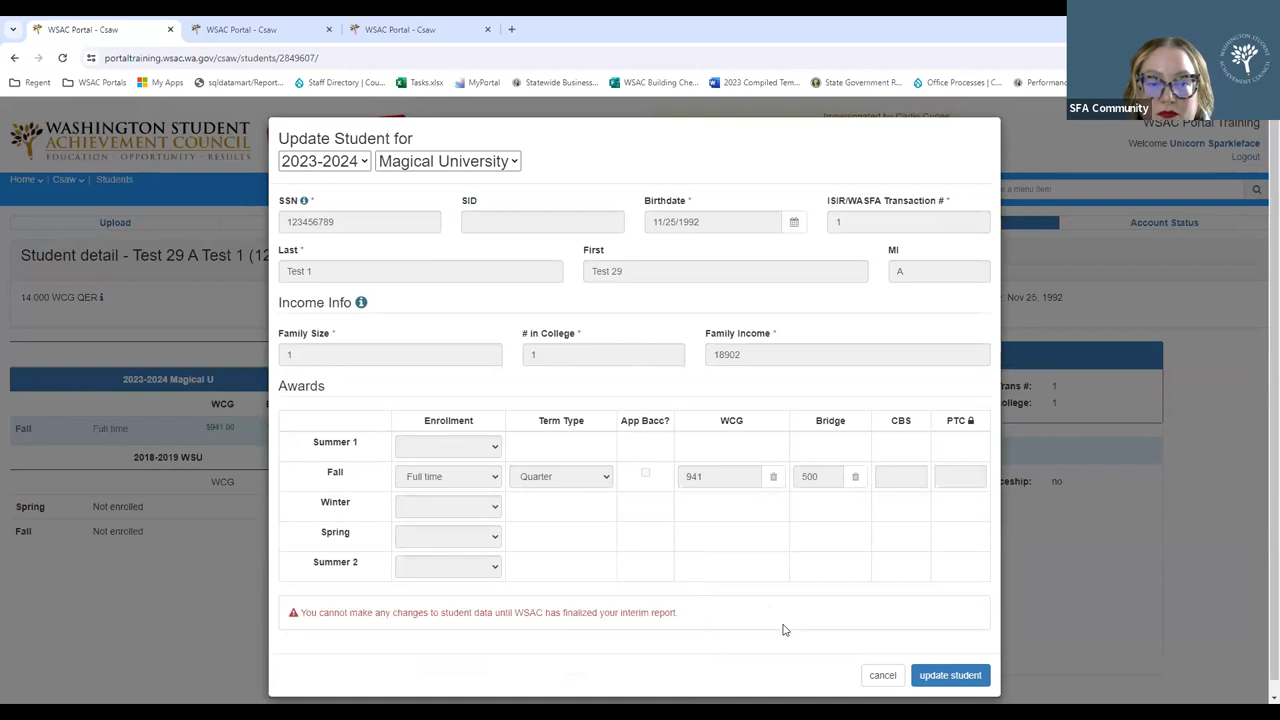 WSAC Portal - Csaw
WSAC Portal - Csaw
WSAC Portal - Csaw
portaltraining.wsac.wa.gov/csaw/students/2849607/
Regent
WSAC Portals
My Apps
sqldatamart/Report...
Staff Directory | Cou...
Tasks.xlsx
MyPortal
Statewide Business...
WSAC Building Che...
2023 Compiled Tem...
State Government R...
Office Processes | C...
Performan
SFA Community
WASHINGTON STUDENT
ACHIEVEMENT COUNCIL
EDUCATION · OPPORTUNITY · RESULTS
WSAC Portal Training
Welcome Unicorn Sparkleface
Logout
Home
Csaw
Students
e a menu item
Upload
Account Status
Student detail - Test 29 A Test 1 (12
14.000 WCG QER
: Nov 25, 1992
2023-2024 Magical U
WCG
Fall Full time $941.00
2018-2019 WSU
WCG
Spring Not enrolled
Fall Not enrolled
Trans #: 1
ollege: 1
ceship: no
Update Student for
2023-2024 Magical University
SSN * SID Birthdate * ISIR/WASFA Transaction # *
123456789 11/25/1992 1
Last * First MI
Test 1 Test 29 A
Income Info
Family Size * # in College * Family Income *
1 1 18902
Awards
Enrollment Term Type App Bacc? WCG Bridge CBS PTC
Summer 1
Fall Full time Quarter 941 500
Winter
Spring
Summer 2
You cannot make any changes to student data until WSAC has finalized your interim report.
cancel update student